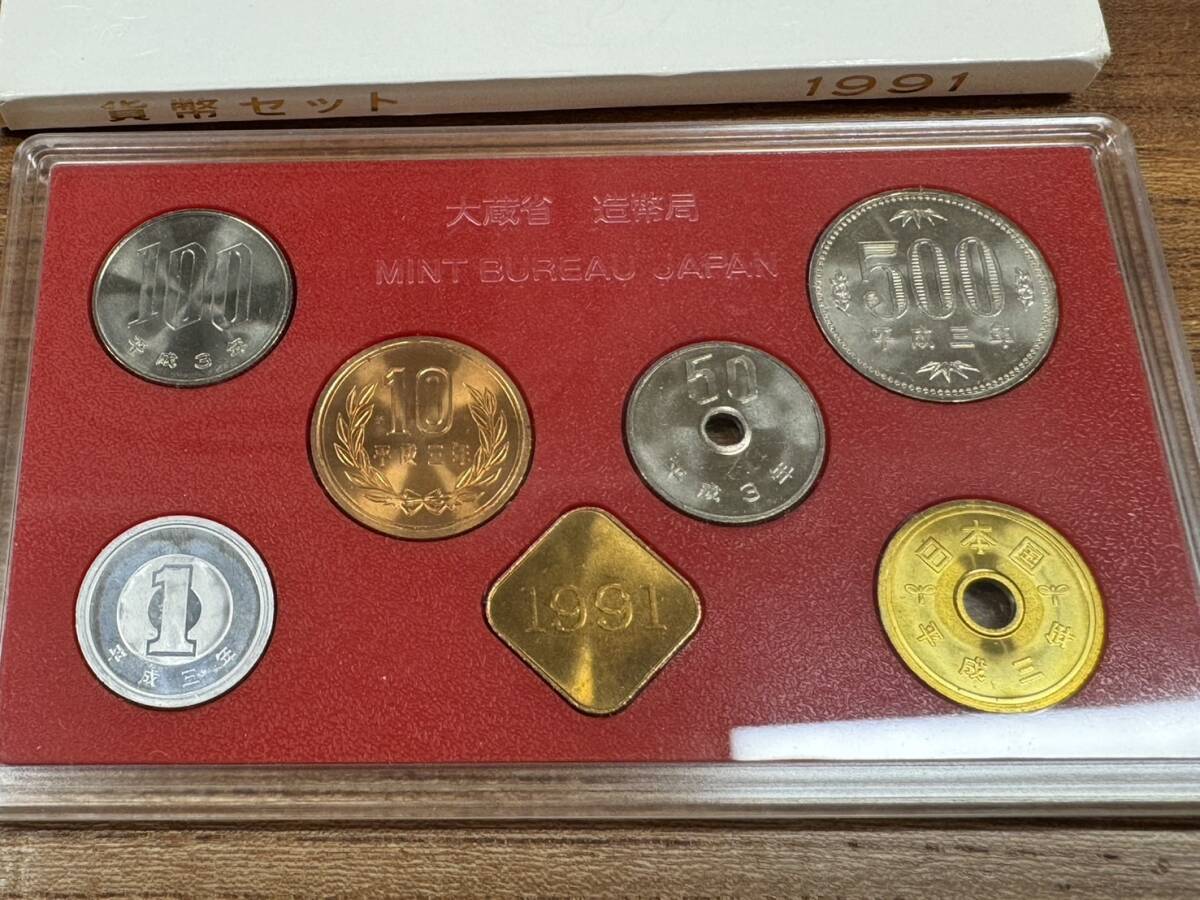 貨幣セット 1991
大蔵省 造幣局
MINT BUREAU JAPAN
100
平成3年
500
平成三年
10
平成三年
50
平成3年
1
平成三年
1991
日本国
平成三年